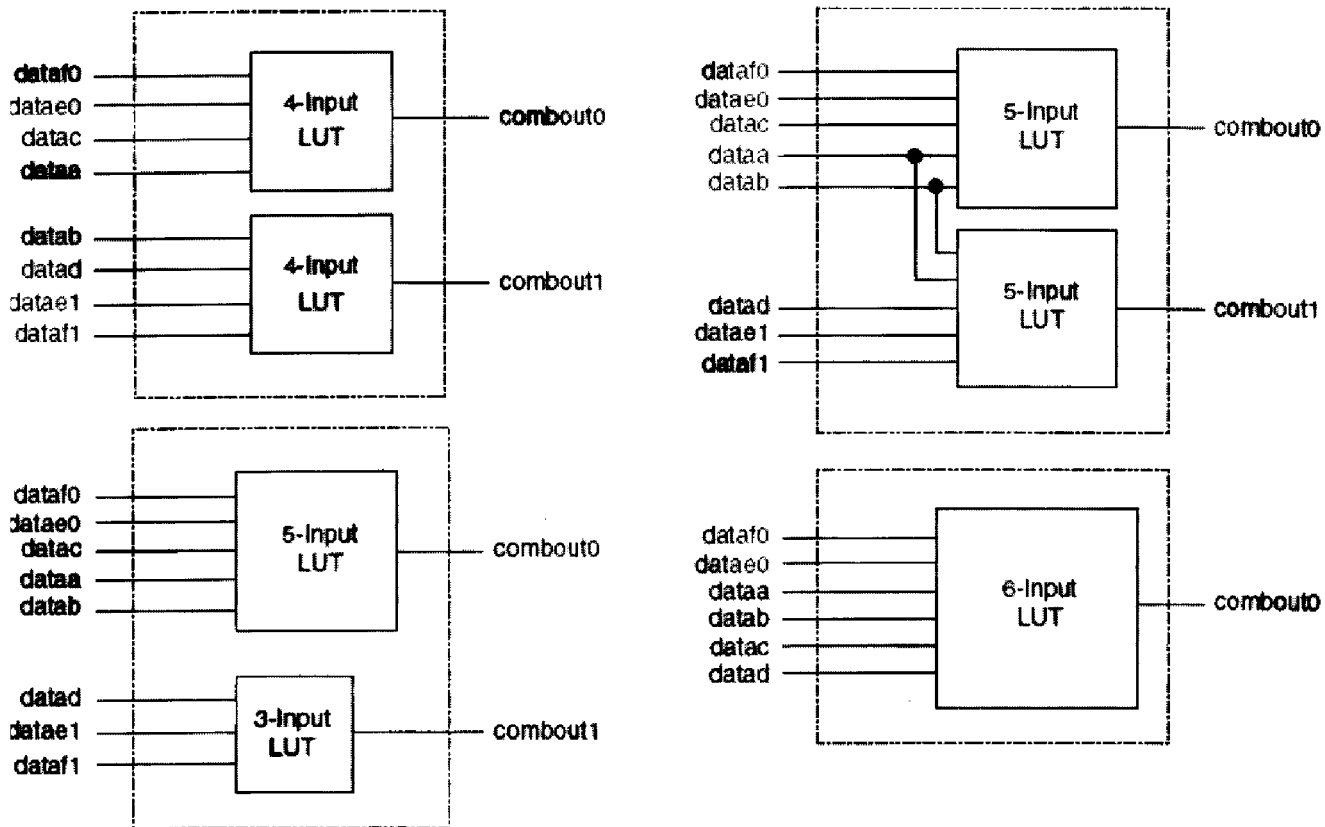 dataf0
datae0
datac
dataa
4-Input
LUT
combout0
datab
datad
datae1
dataf1
4-Input
LUT
combout1
dataf0
datae0
datac
dataa
datab
5-Input
LUT
combout0
datad
datae1
dataf1
5-Input
LUT
combout1
dataf0
datae0
datac
dataa
datab
5-Input
LUT
combout0
datad
datae1
dataf1
3-Input
LUT
combout1
dataf0
datae0
dataa
datab
datac
datad
6-Input
LUT
combout0